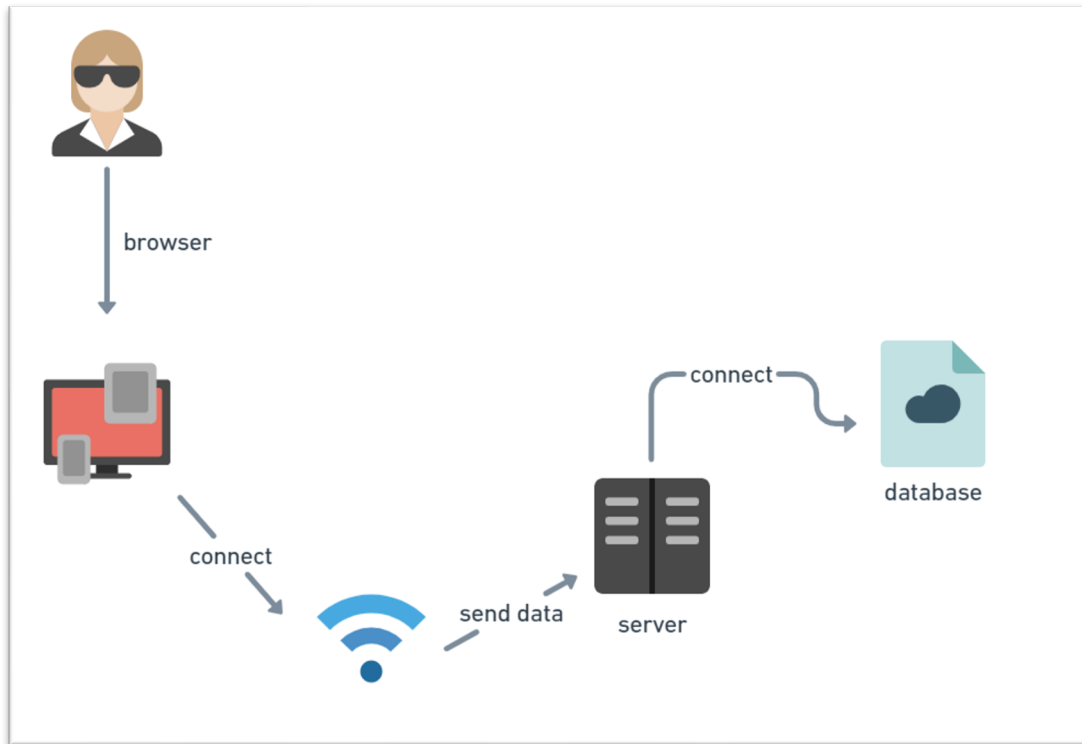 browser
connect
send data
server
connect
database